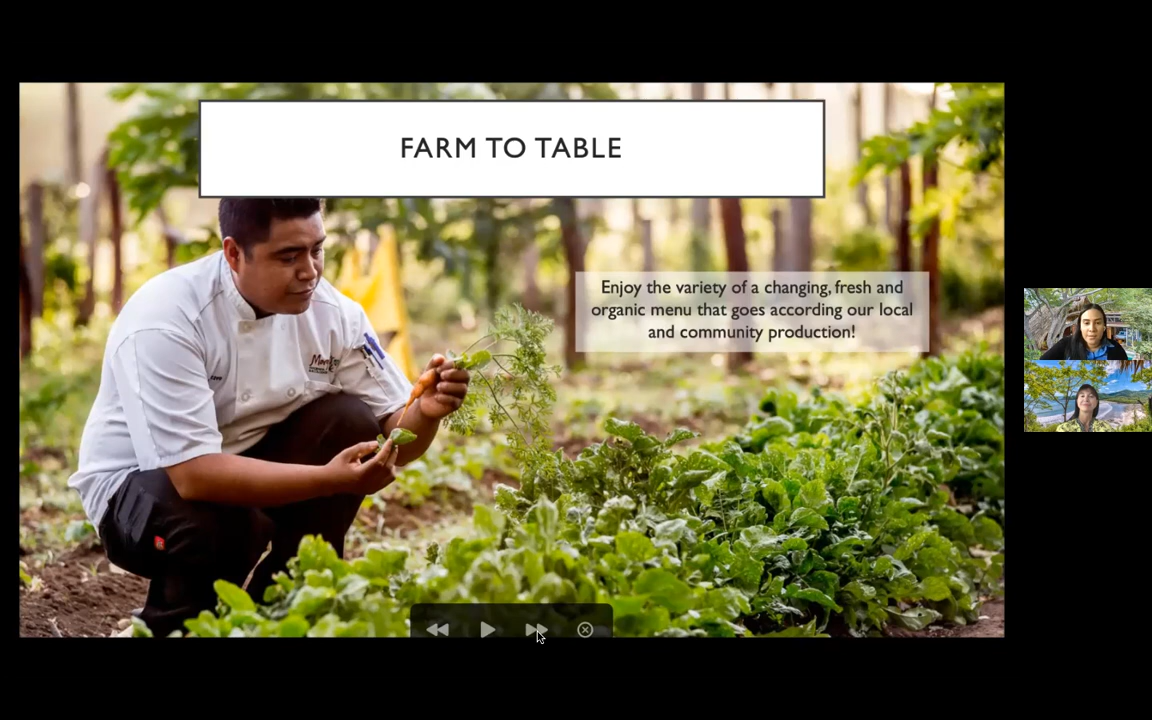 FARM TO TABLE
Enjoy the variety of a changing, fresh and
organic menu that goes according our local
and community production!